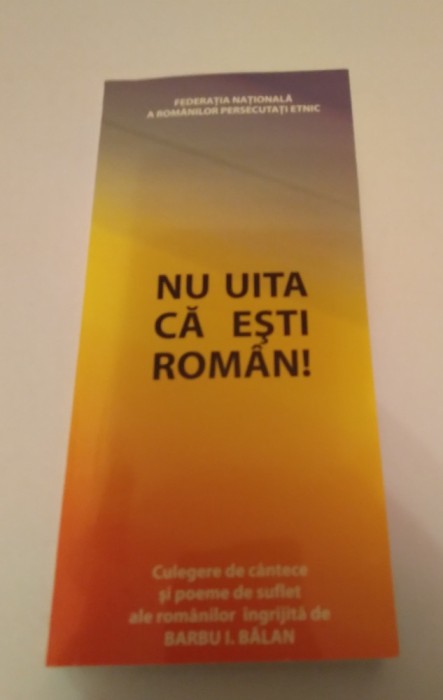 FEDERAȚIA NAȚIONALĂ
A ROMÂNILOR PERSECUTAȚI ETNIC
NU UITA
CĂ EŞTI
ROMÂN!
Culegere de cântece
și poeme de suflet
ale românilor îngrijită de
BARBU I. BĂLAN